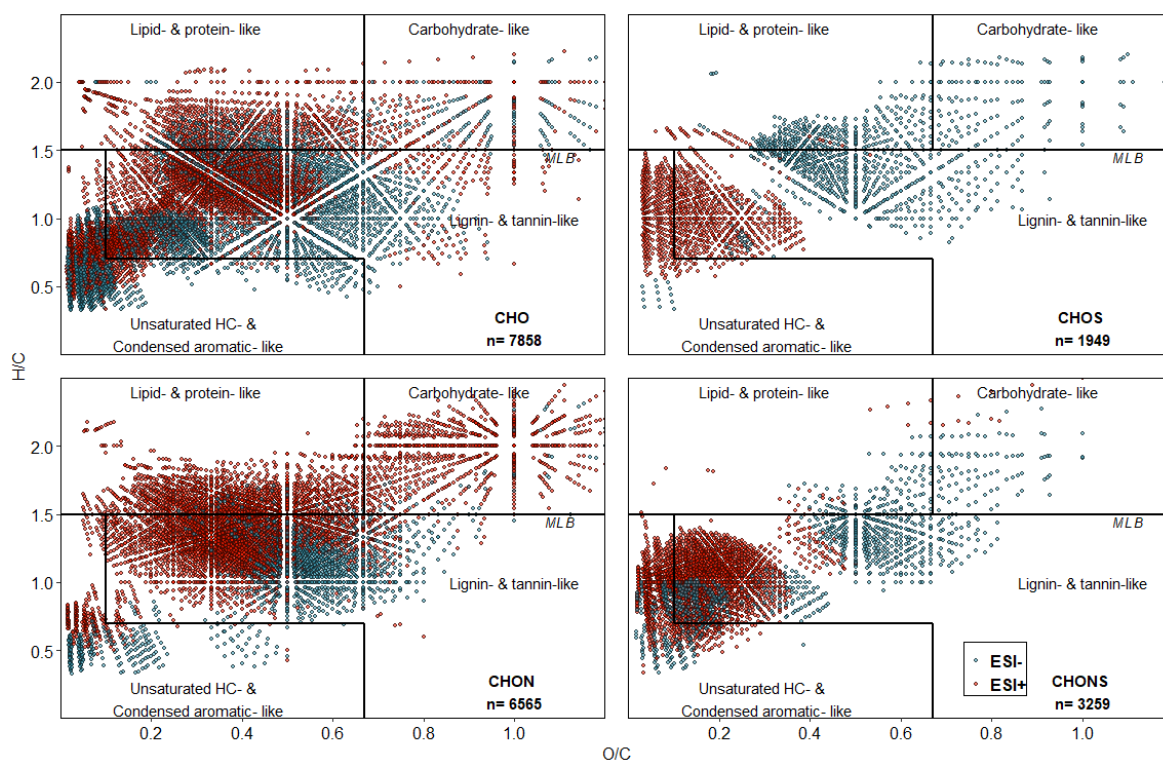 Lipid- & protein- like
Carbohydrate- like
2.0
1.5
1.0
0.5
MLB
Lignin- & tannin-like
Unsaturated HC- &
Condensed aromatic- like
CHO
n= 7858
Lipid- & protein- like
Carbohydrate- like
MLB
Lignin- & tannin-like
Unsaturated HC- &
Condensed aromatic- like
CHOS
n= 1949
H/C
Lipid- & protein- like
Carbohydrate- like
2.0
1.5
1.0
0.5
MLB
Lignin- & tannin-like
Unsaturated HC- &
Condensed aromatic- like
CHON
n= 6565
0.2
0.4
0.6
0.8
1.0
Lipid- & protein- like
Carbohydrate- like
MLB
Lignin- & tannin-like
ESI-
ESI+
Unsaturated HC- &
Condensed aromatic- like
CHONS
n= 3259
0.2
0.4
0.6
0.8
1.0
O/C